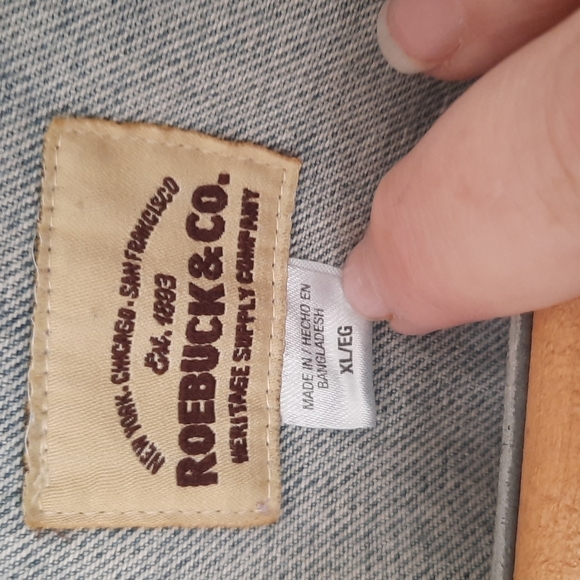 NEW YORK • CHICAGO • SAN FRANCISCO
Est. 1893
ROEBUCK & CO.
HERITAGE SUPPLY COMPANY
MADE IN / HECHO EN
BANGLADESH
XL/EG